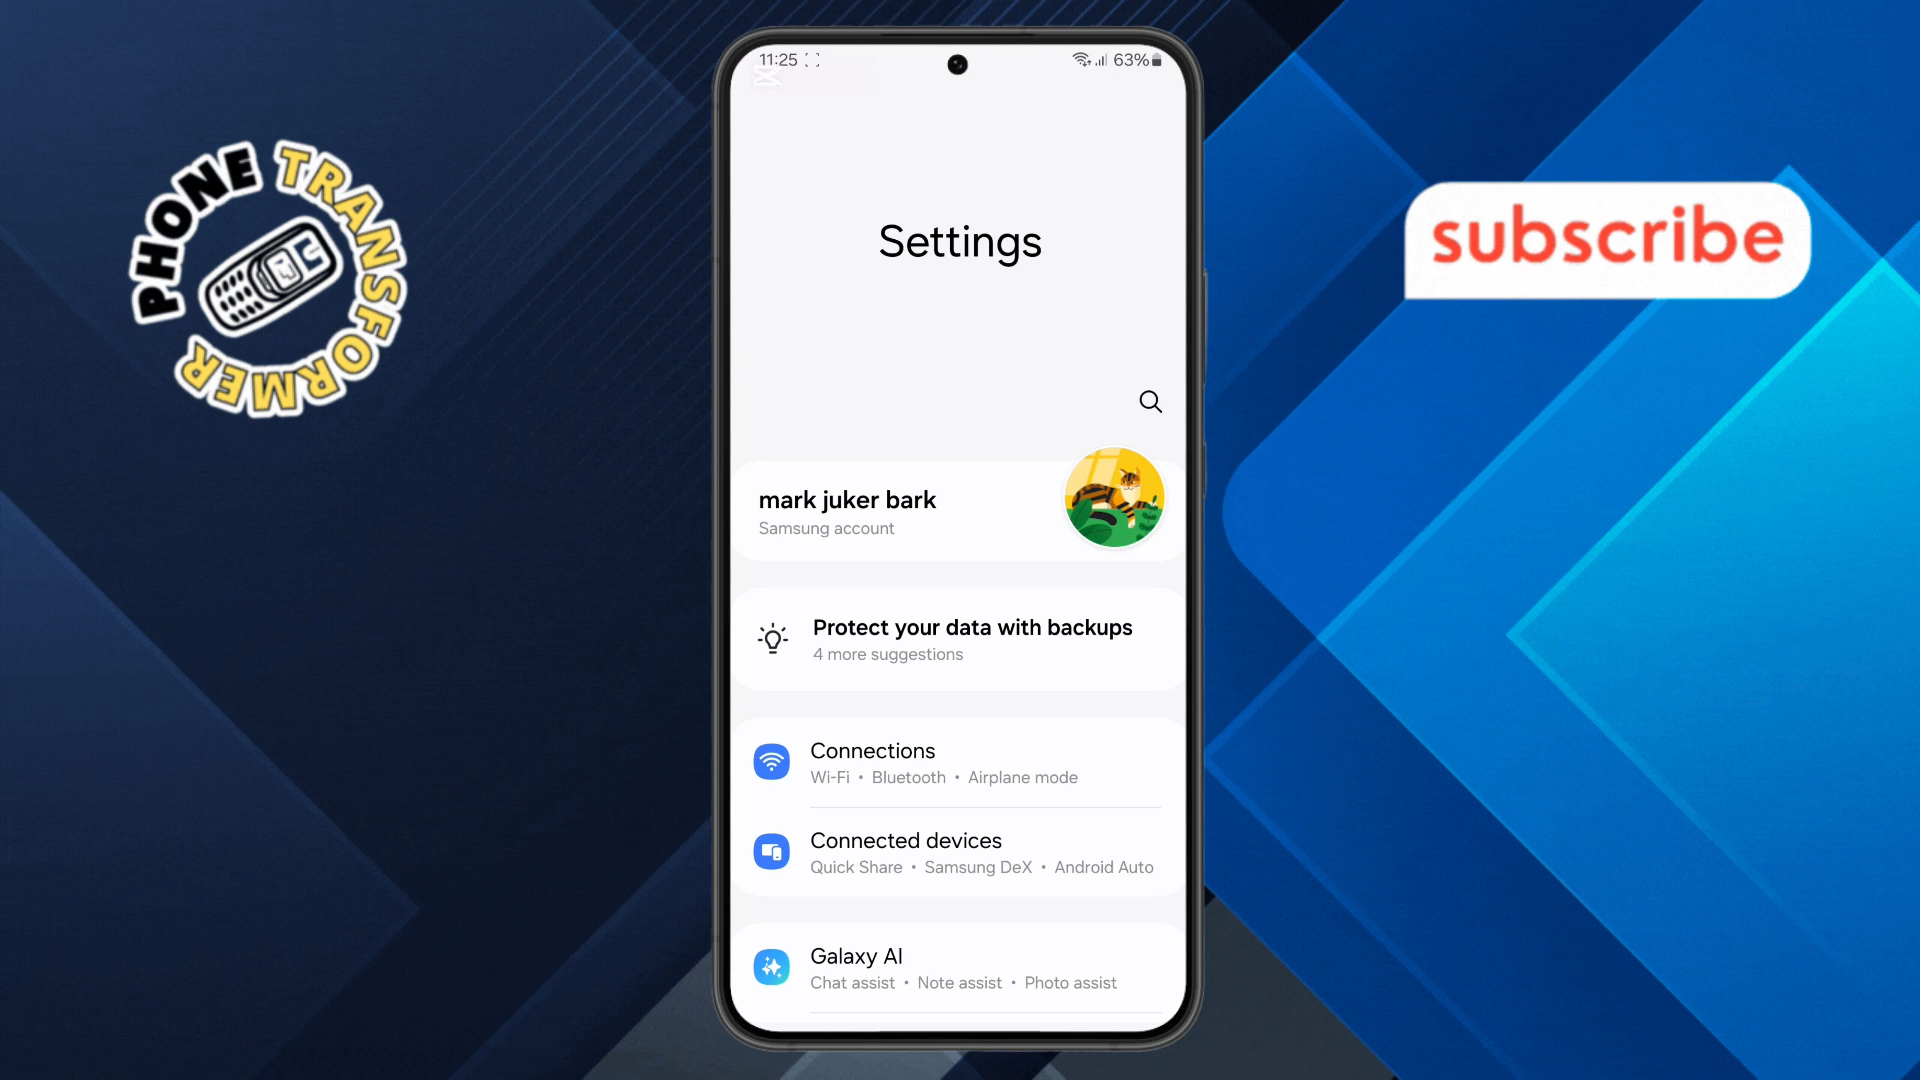 PHONE TRANSFORMER
subscribe
11:25
63%
Settings
mark juker bark
Samsung account
Protect your data with backups
4 more suggestions
Connections
Wi-Fi • Bluetooth • Airplane mode
Connected devices
Quick Share • Samsung DeX • Android Auto
Galaxy AI
Chat assist • Note assist • Photo assist